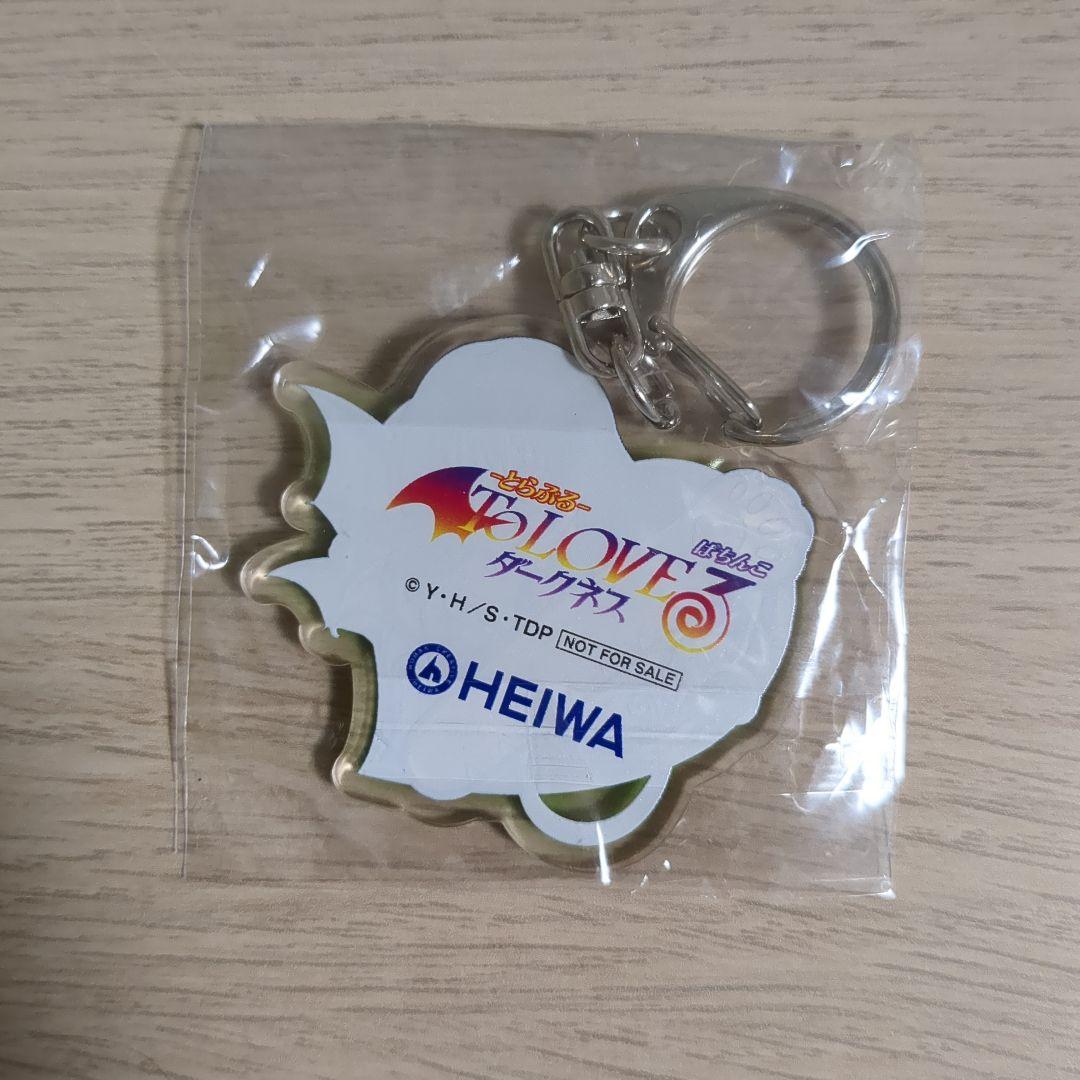 -とらぶる-
ToLOVEる
ぱちんこ
ダークネス
©Y・H/S・TDP NOT FOR SALE
HEIWA